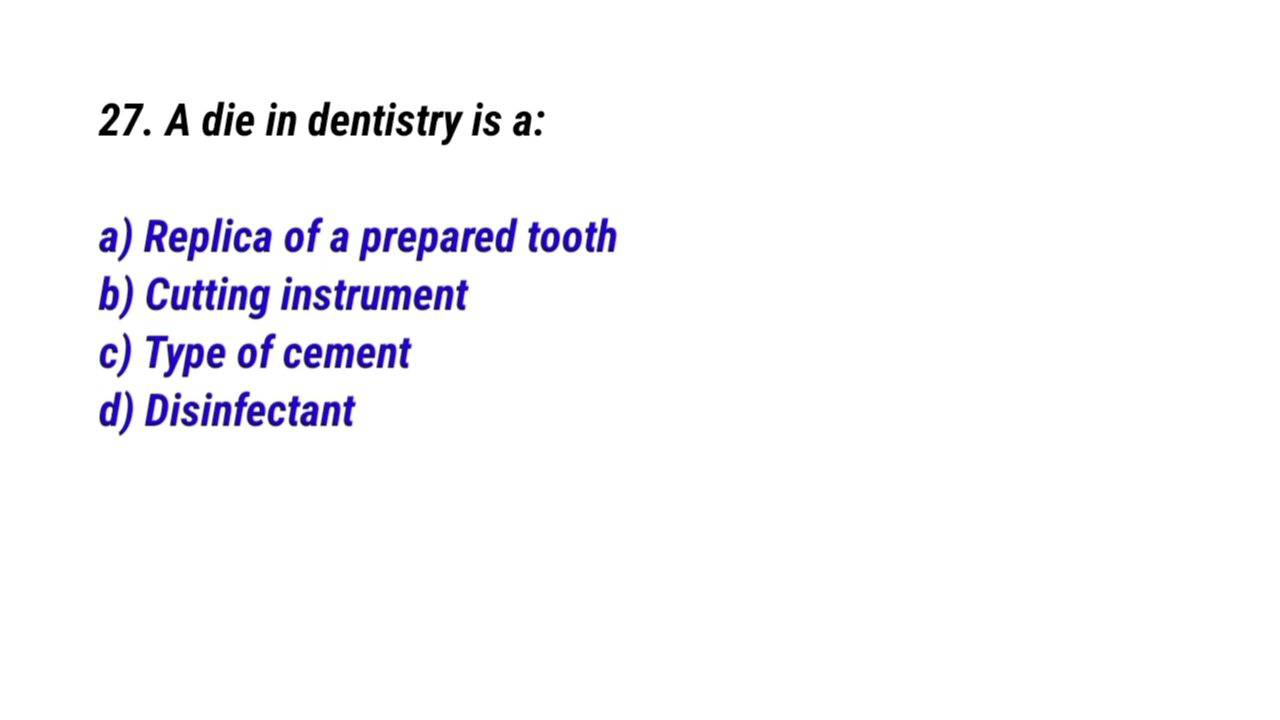 27. A die in dentistry is a:
a) Replica of a prepared tooth
b) Cutting instrument
c) Type of cement
d) Disinfectant